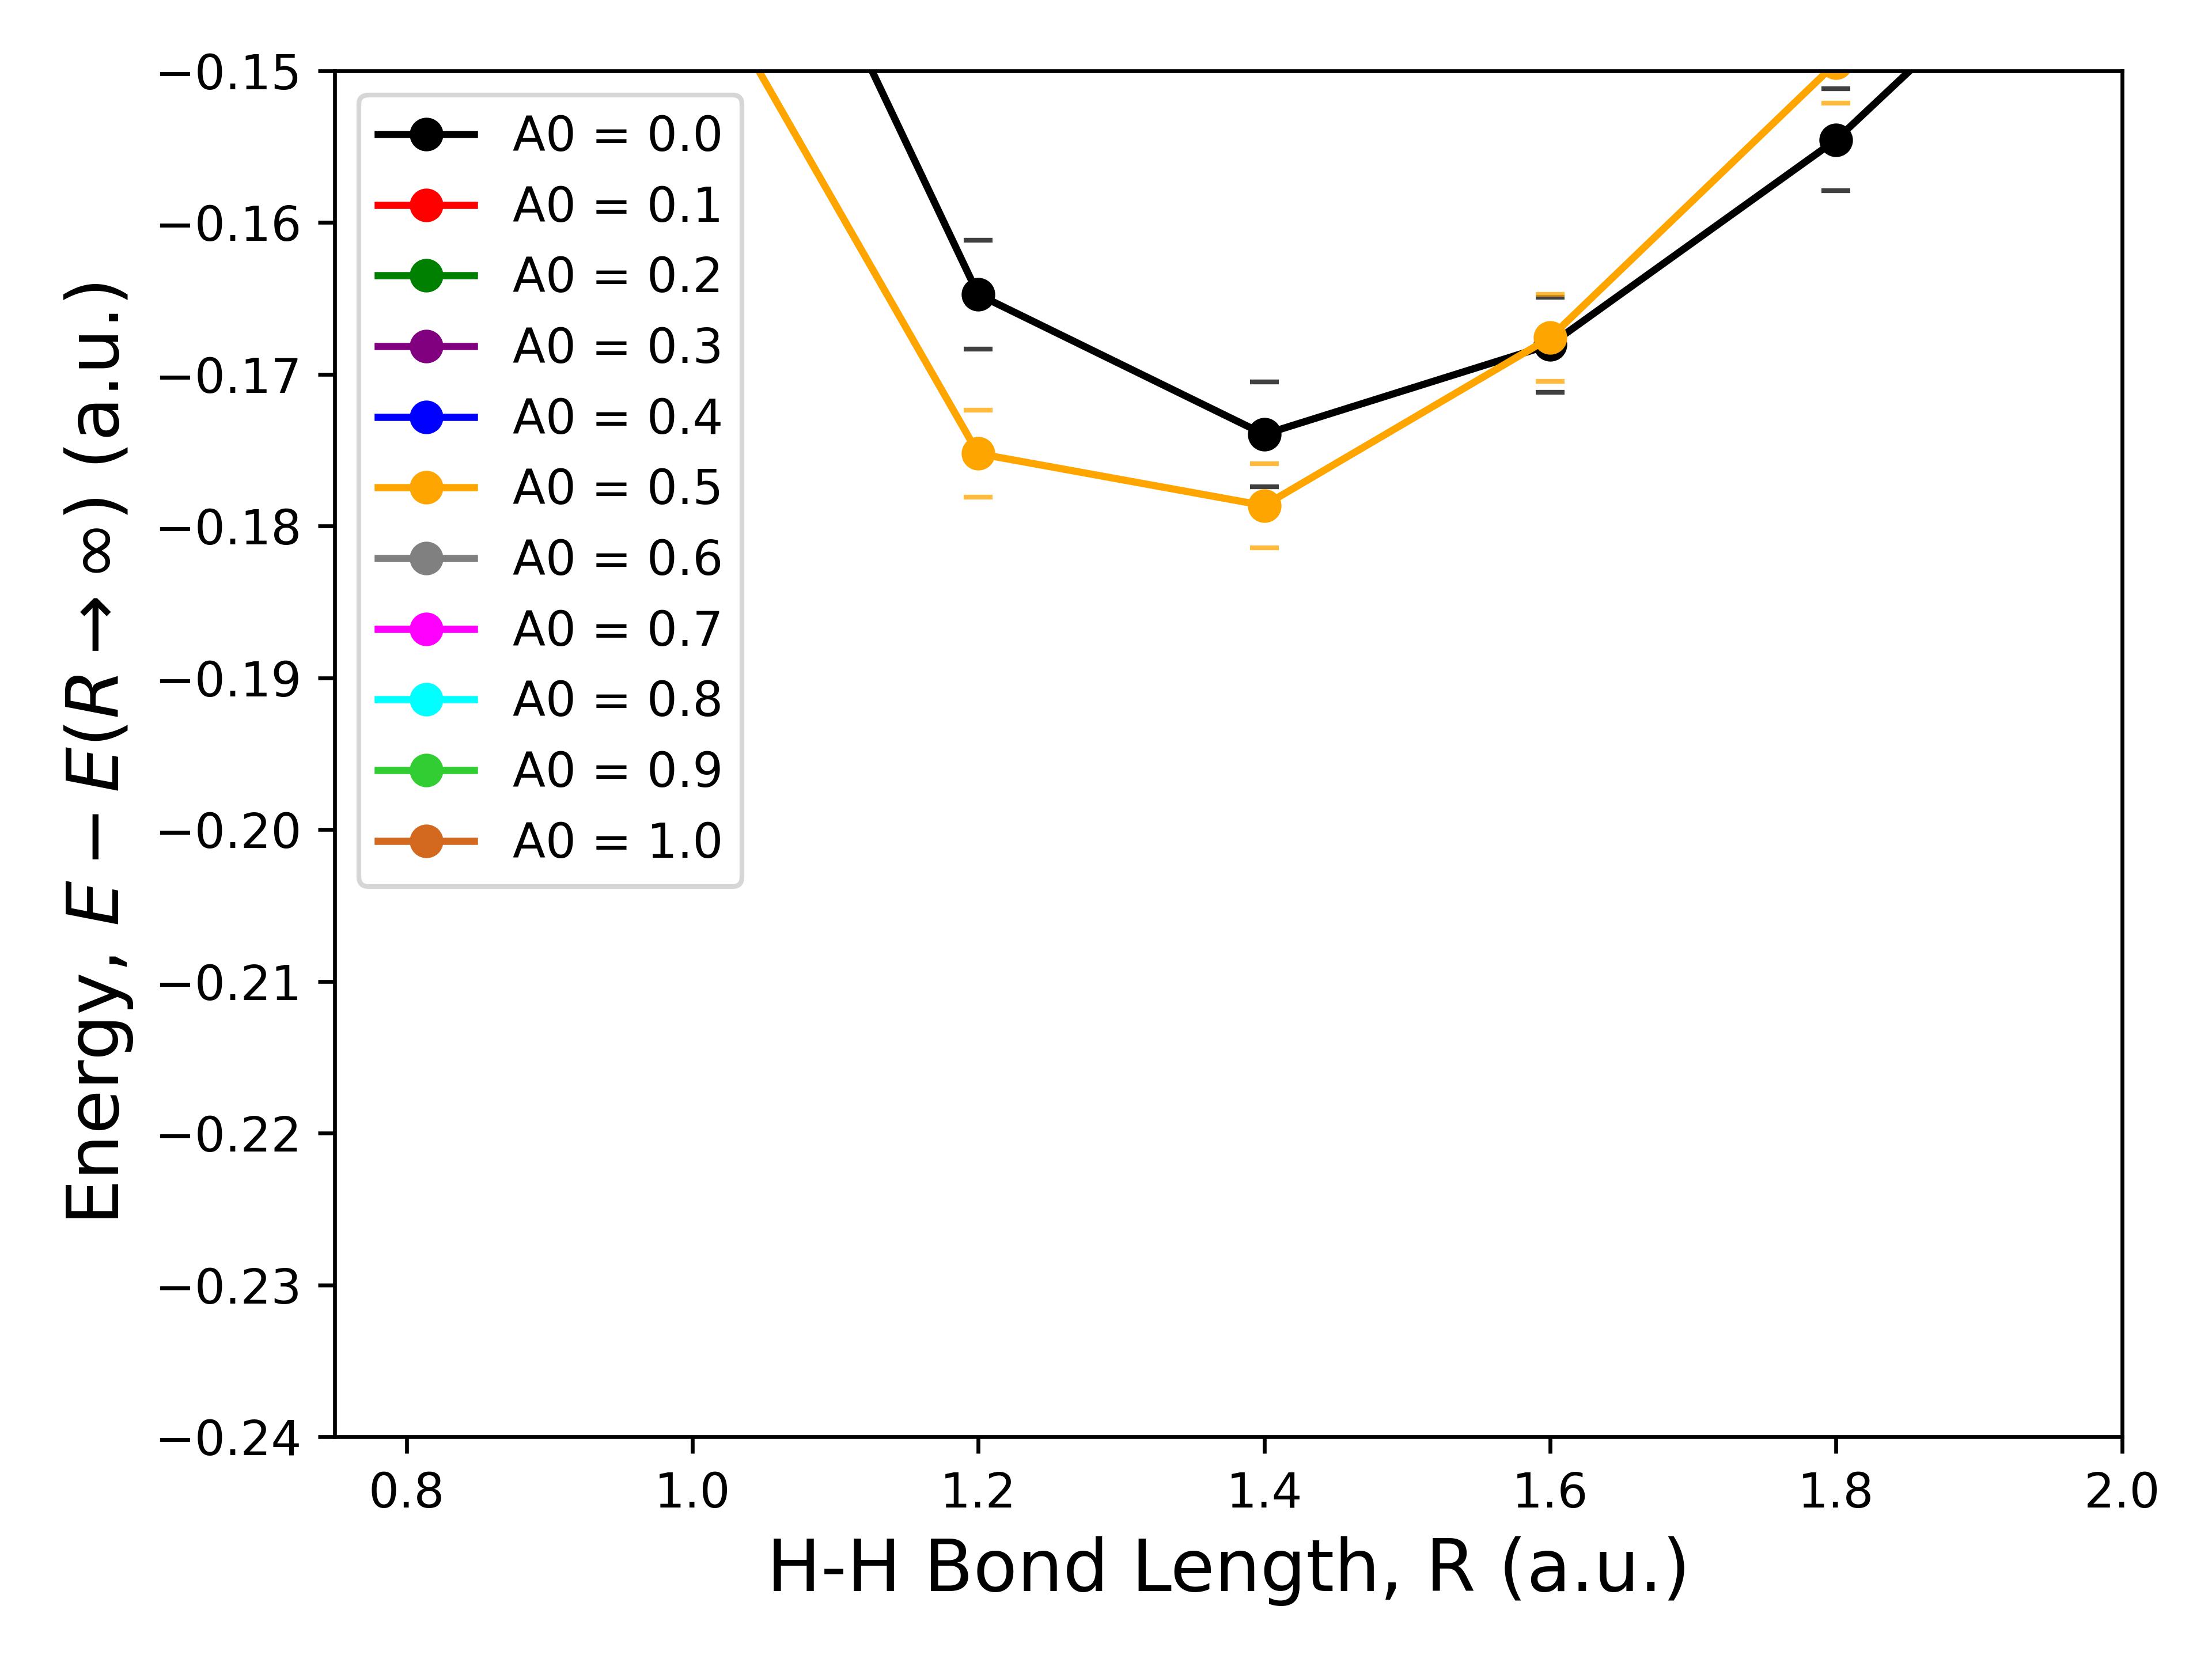 Energy, E − E(R → ∞) (a.u.)
−0.15
−0.16
−0.17
−0.18
−0.19
−0.20
−0.21
−0.22
−0.23
−0.24
A0 = 0.0
A0 = 0.1
A0 = 0.2
A0 = 0.3
A0 = 0.4
A0 = 0.5
A0 = 0.6
A0 = 0.7
A0 = 0.8
A0 = 0.9
A0 = 1.0
0.8 1.0 1.2 1.4 1.6 1.8 2.0
H-H Bond Length, R (a.u.)